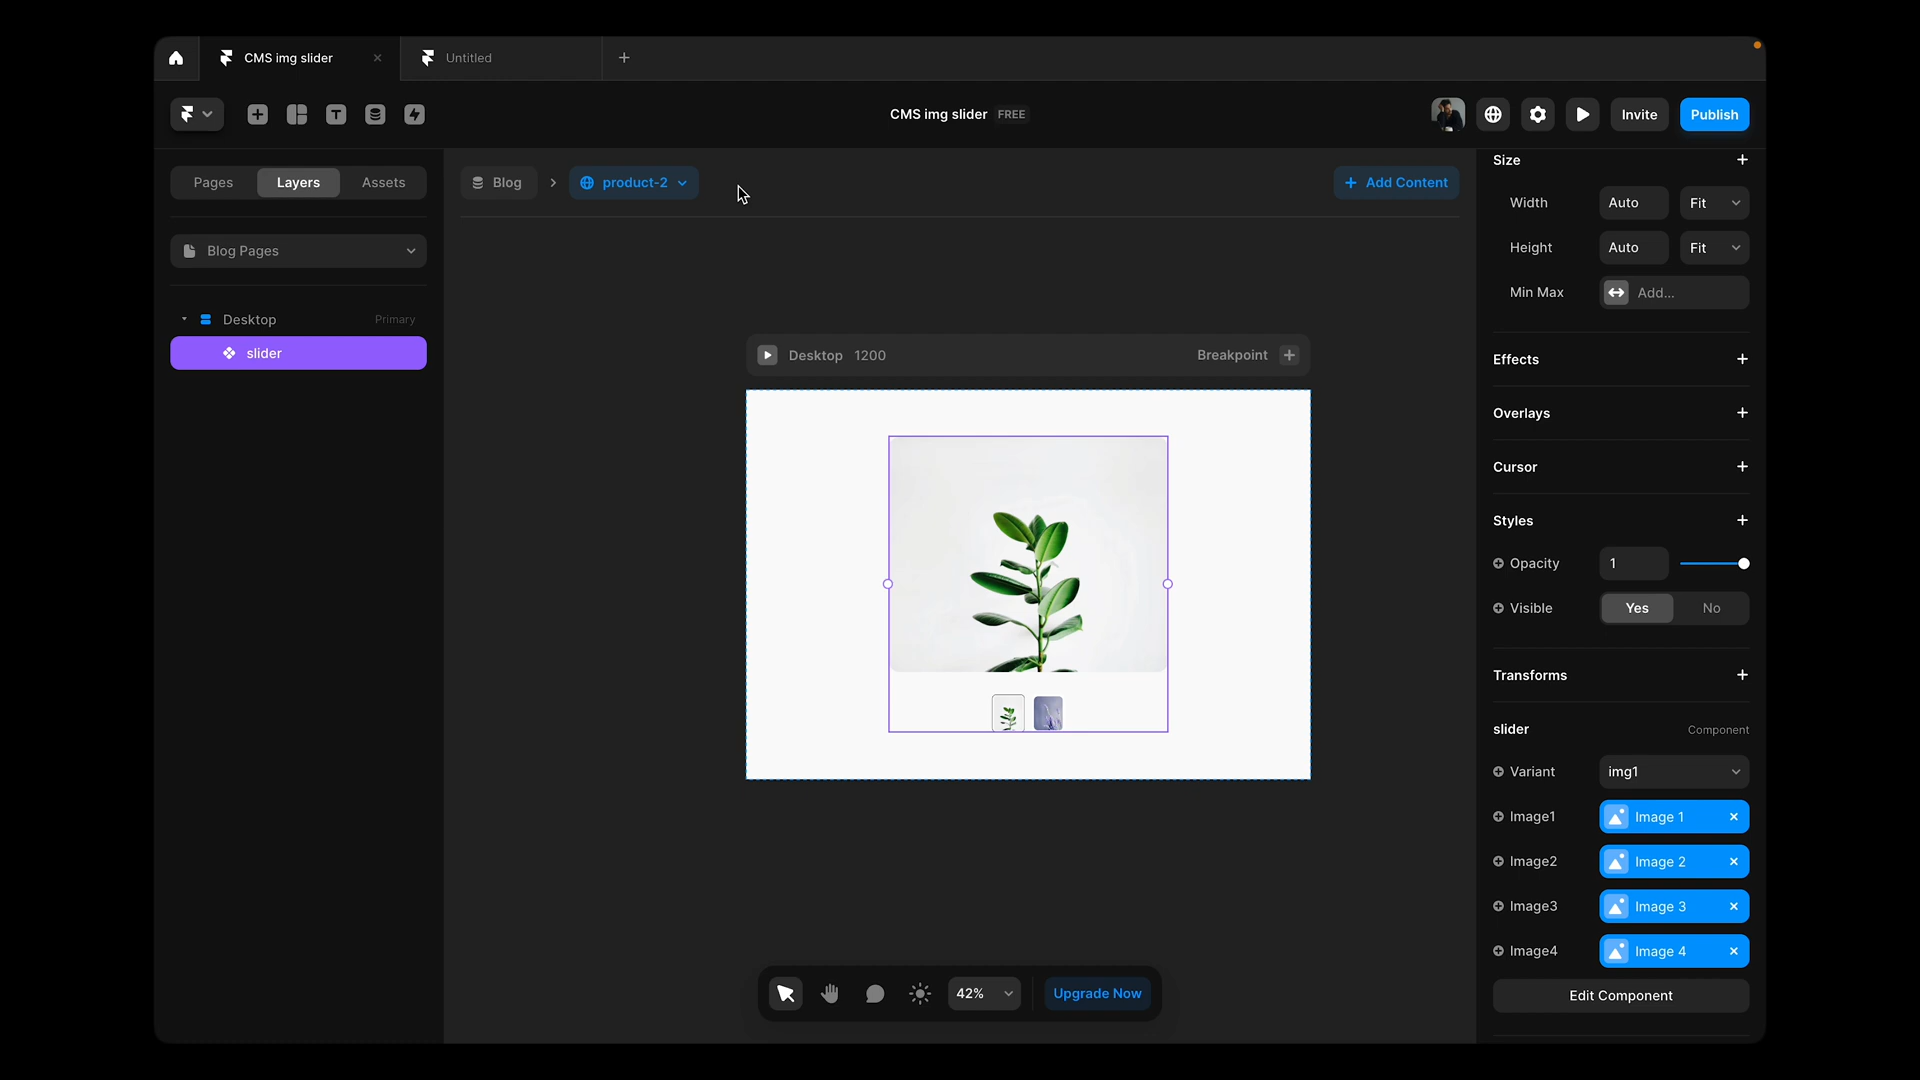 CMS img slider
Untitled
CMS img slider FREE
Invite
Publish
Pages
Layers
Assets
Blog
product-2
Add Content
Blog Pages
Desktop
Primary
slider
Desktop 1200
Breakpoint
42%
Upgrade Now
Size
Width
Auto
Fit
Height
Auto
Fit
Min Max
Add...
Effects
Overlays
Cursor
Styles
Opacity
1
Visible
Yes
No
Transforms
slider
Component
Variant
img1
Image1
Image 1
Image2
Image 2
Image3
Image 3
Image4
Image 4
Edit Component